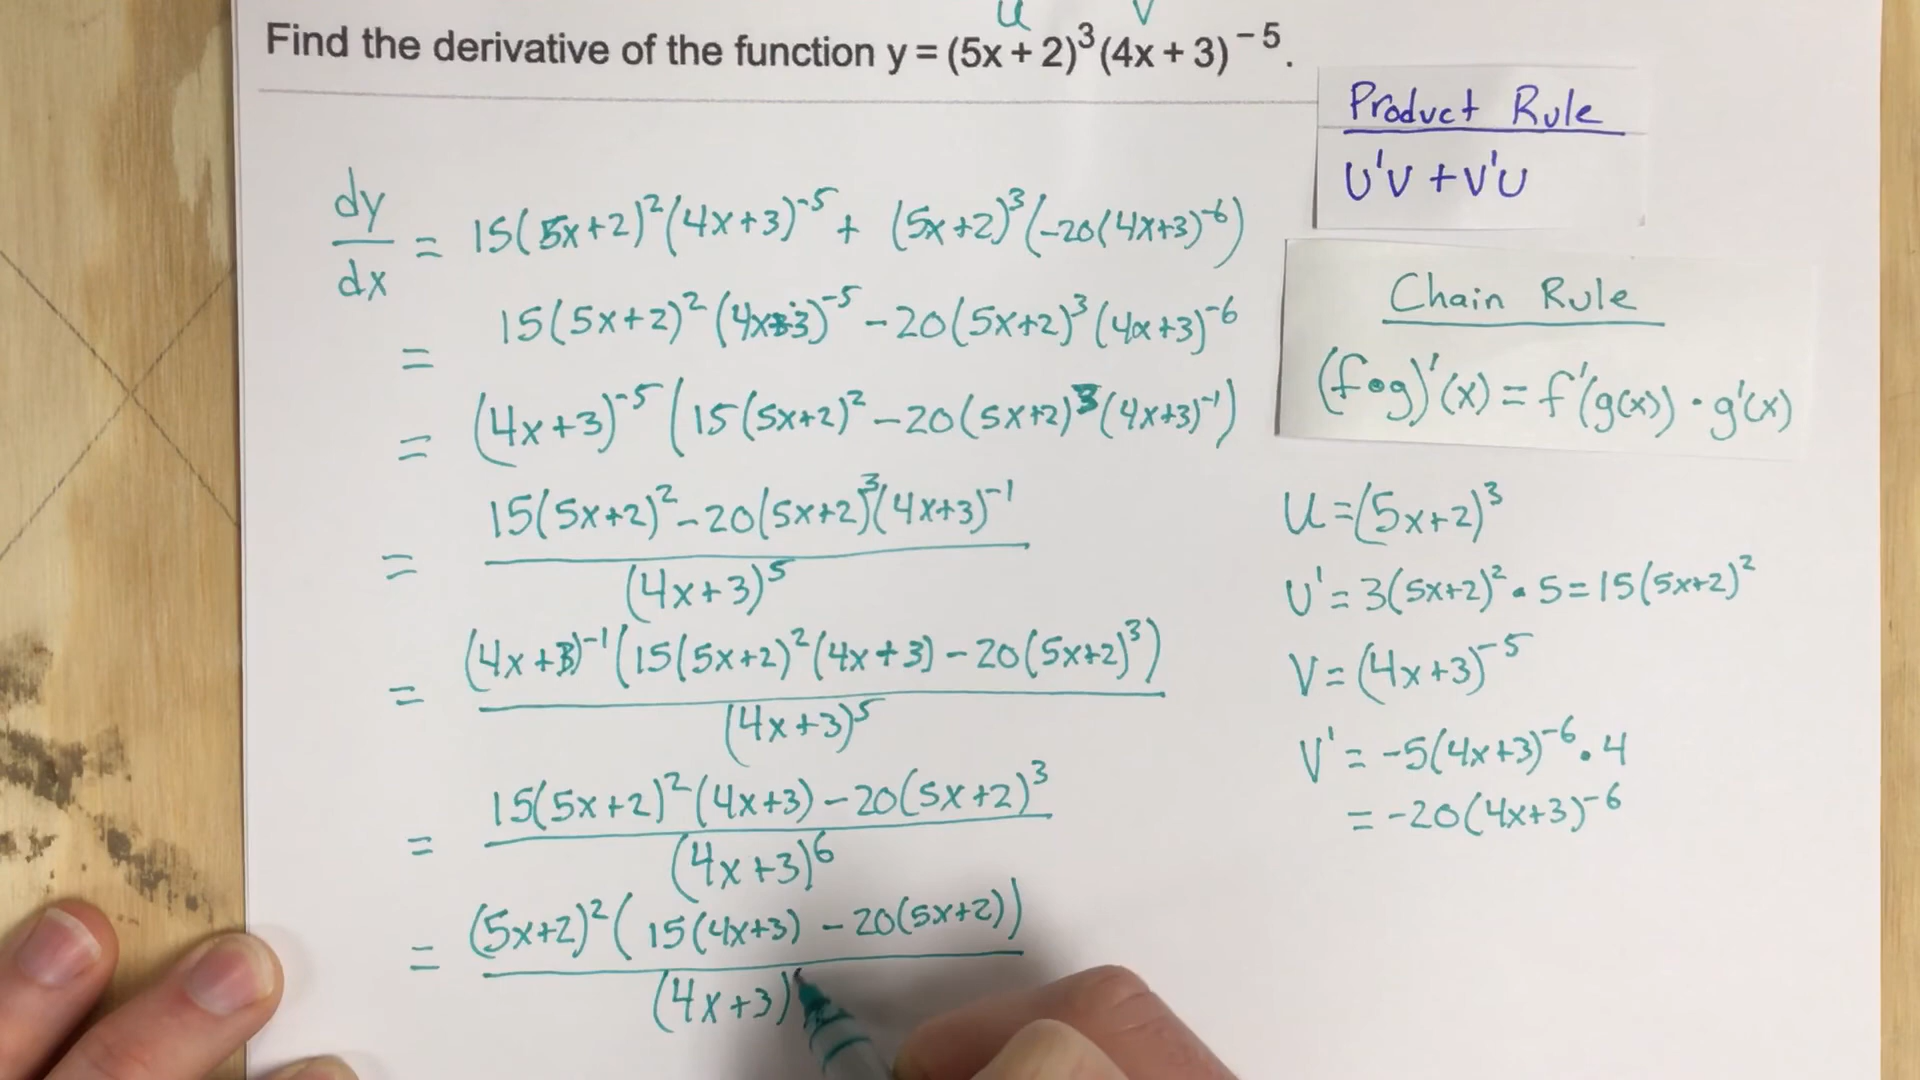 u v
Find the derivative of the function y = (5x + 2)³(4x + 3)⁻⁵.
Product Rule
U'V + V'U
Chain Rule
(f∘g)'(x) = f'(g(x)) · g'(x)
dy/dx = 15(5x+2)²(4x+3)⁻⁵ + (5x+2)³(-20(4x+3)⁻⁶)
= 15(5x+2)²(4x+3)⁻⁵ - 20(5x+2)³(4x+3)⁻⁶
= (4x+3)⁻⁵(15(5x+2)² - 20(5x+2)³(4x+3)⁻¹)
= 15(5x+2)² - 20(5x+2)³(4x+3)⁻¹
(4x+3)⁵
= (4x+3)⁻¹(15(5x+2)²(4x+3) - 20(5x+2)³)
(4x+3)⁵
= 15(5x+2)²(4x+3) - 20(5x+2)³
(4x+3)⁶
= (5x+2)²(15(4x+3) - 20(5x+2))
(4x+3)
U = (5x+2)³
U' = 3(5x+2)² · 5 = 15(5x+2)²
V = (4x+3)⁻⁵
V' = -5(4x+3)⁻⁶ · 4
= -20(4x+3)⁻⁶